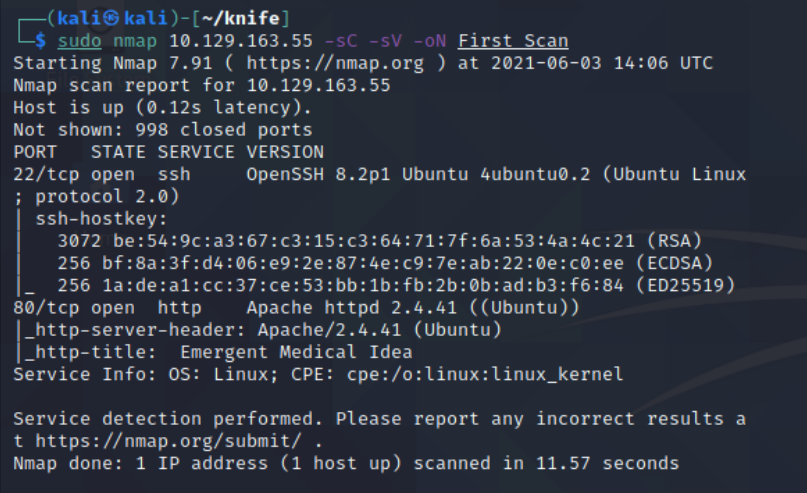 ┌──(kali㉿kali)-[~/knife]
└─$ sudo nmap 10.129.163.55 -sC -sV -oN First Scan
Starting Nmap 7.91 ( https://nmap.org ) at 2021-06-03 14:06 UTC
Nmap scan report for 10.129.163.55
Host is up (0.12s latency).
Not shown: 998 closed ports
PORT   STATE SERVICE VERSION
22/tcp open  ssh     OpenSSH 8.2p1 Ubuntu 4ubuntu0.2 (Ubuntu Linux
; protocol 2.0)
| ssh-hostkey:
|   3072 be:54:9c:a3:67:c3:15:c3:64:71:7f:6a:53:4a:4c:21 (RSA)
|   256 bf:8a:3f:d4:06:e9:2e:87:4e:c9:7e:ab:22:0e:c0:ee (ECDSA)
|_  256 1a:de:a1:cc:37:ce:53:bb:1b:fb:2b:0b:ad:b3:f6:84 (ED25519)
80/tcp open  http    Apache httpd 2.4.41 ((Ubuntu))
|_http-server-header: Apache/2.4.41 (Ubuntu)
|_http-title:  Emergent Medical Idea
Service Info: OS: Linux; CPE: cpe:/o:linux:linux_kernel

Service detection performed. Please report any incorrect results a
t https://nmap.org/submit/ .
Nmap done: 1 IP address (1 host up) scanned in 11.57 seconds